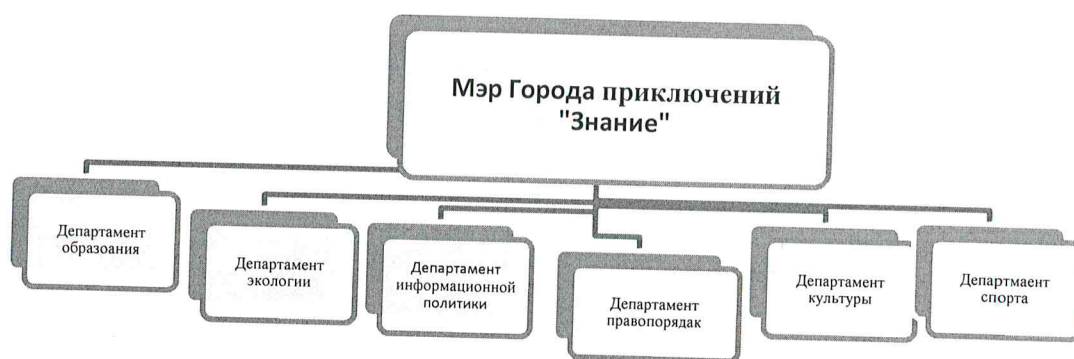 Мэр Города приключений
"Знание"
Департамент
образоания
Департамент
экологии
Департамент
информационной
политики
Департамент
правопорядак
Департамент
культуры
Департмаент
спорта